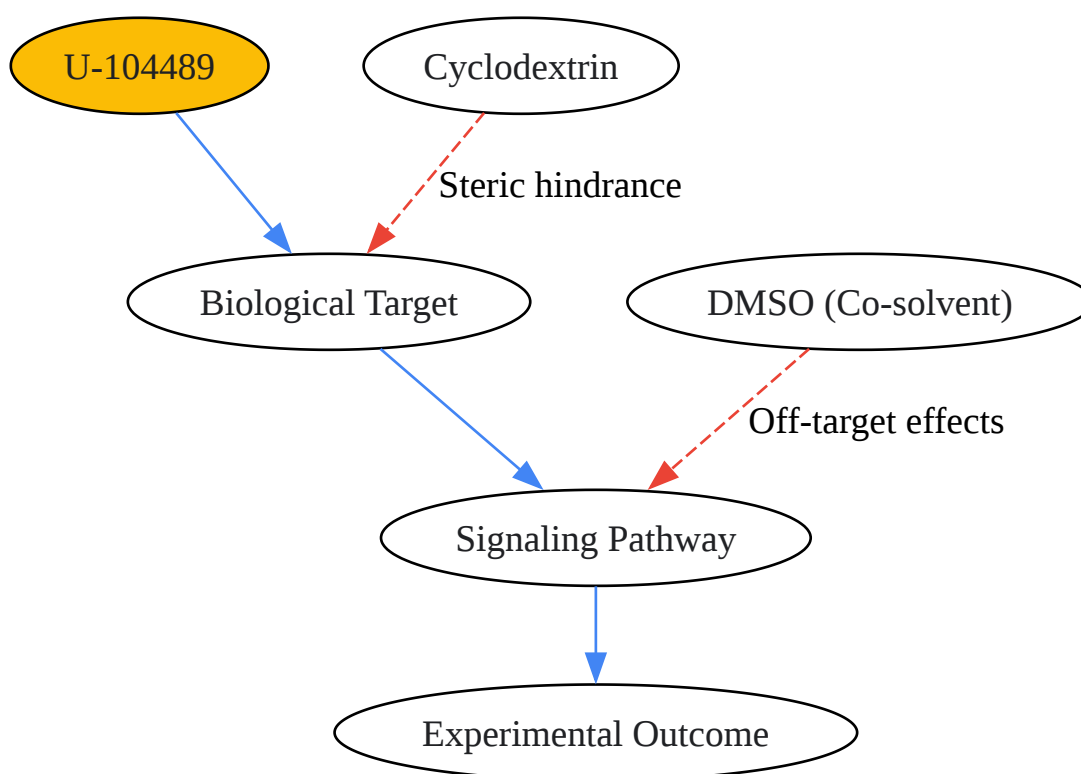 U-104489
Cyclodextrin
Steric hindrance
Biological Target
DMSO (Co-solvent)
Off-target effects
Signaling Pathway
Experimental Outcome